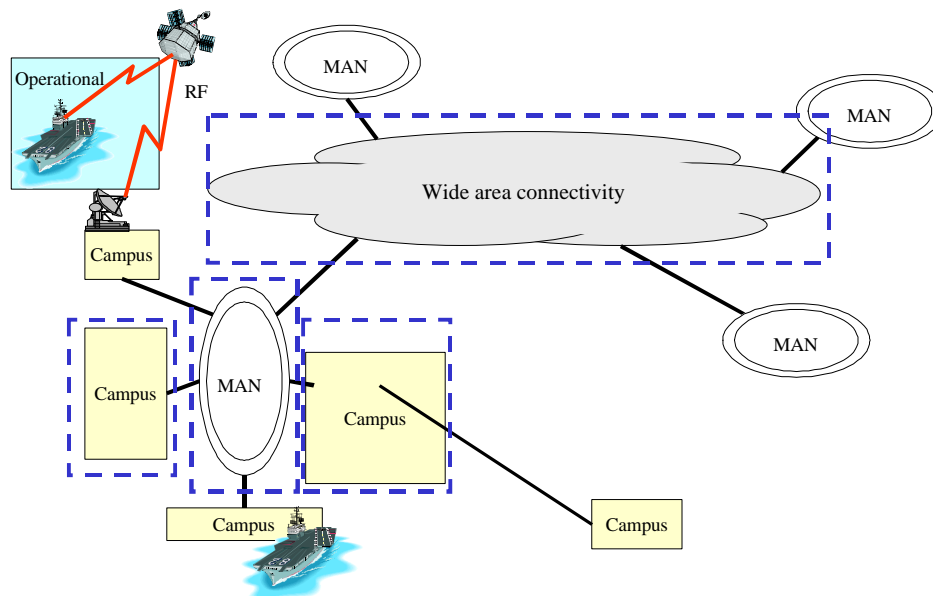 MAN
Operational
RF
MAN
Wide area connectivity
Campus
MAN
Campus
MAN
Campus
Campus
Campus